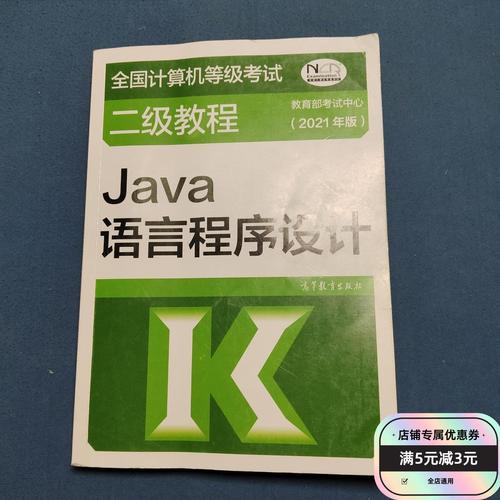 全国计算机等级考试
NCR
Examination
二级教程
教育部考试中心
（2021年版）
Java
语言程序设计
高等教育出版社
K
店铺专属优惠券
满5元减3元
全店通用